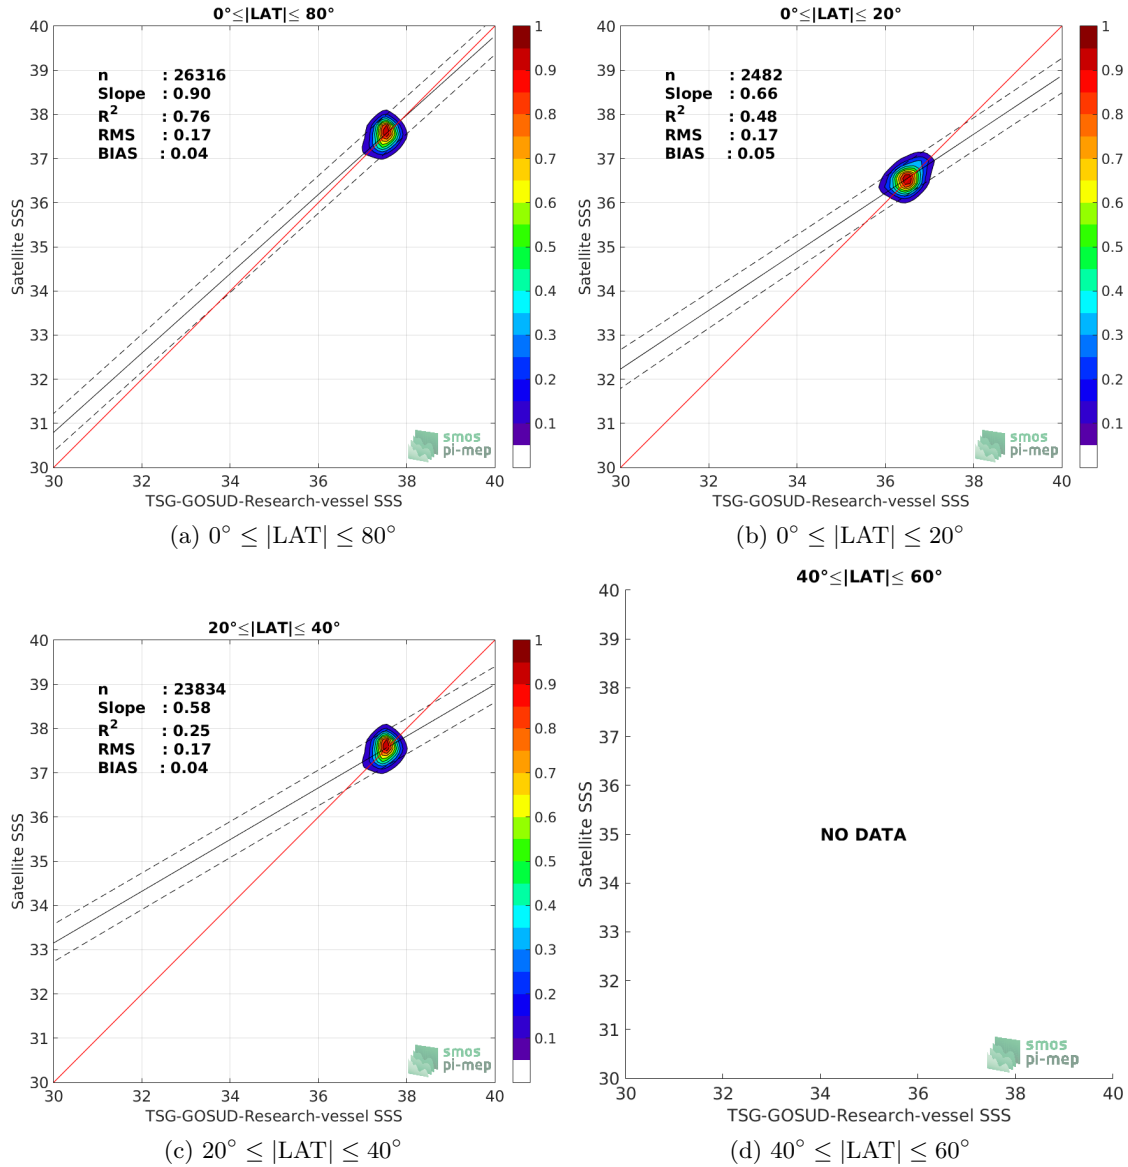 0°≤|LAT|≤ 80°
40
39
38
37
36
35
34
33
32
31
30
Satellite SSS
n : 26316
Slope : 0.90
R2 : 0.76
RMS : 0.17
BIAS : 0.04
smos
pi-mep
30 32 34 36 38 40
TSG-GOSUD-Research-vessel SSS
1
0.9
0.8
0.7
0.6
0.5
0.4
0.3
0.2
0.1
(a) 0° ≤ |LAT| ≤ 80°
0°≤|LAT|≤ 20°
40
39
38
37
36
35
34
33
32
31
30
Satellite SSS
n : 2482
Slope : 0.66
R2 : 0.48
RMS : 0.17
BIAS : 0.05
smos
pi-mep
30 32 34 36 38 40
TSG-GOSUD-Research-vessel SSS
1
0.9
0.8
0.7
0.6
0.5
0.4
0.3
0.2
0.1
(b) 0° ≤ |LAT| ≤ 20°
20°≤|LAT|≤ 40°
40
39
38
37
36
35
34
33
32
31
30
Satellite SSS
n : 23834
Slope : 0.58
R2 : 0.25
RMS : 0.17
BIAS : 0.04
smos
pi-mep
30 32 34 36 38 40
TSG-GOSUD-Research-vessel SSS
1
0.9
0.8
0.7
0.6
0.5
0.4
0.3
0.2
0.1
(c) 20° ≤ |LAT| ≤ 40°
40°≤|LAT|≤ 60°
40
39
38
37
36
35
34
33
32
31
30
Satellite SSS
NO DATA
smos
pi-mep
30 32 34 36 38 40
TSG-GOSUD-Research-vessel SSS
(d) 40° ≤ |LAT| ≤ 60°